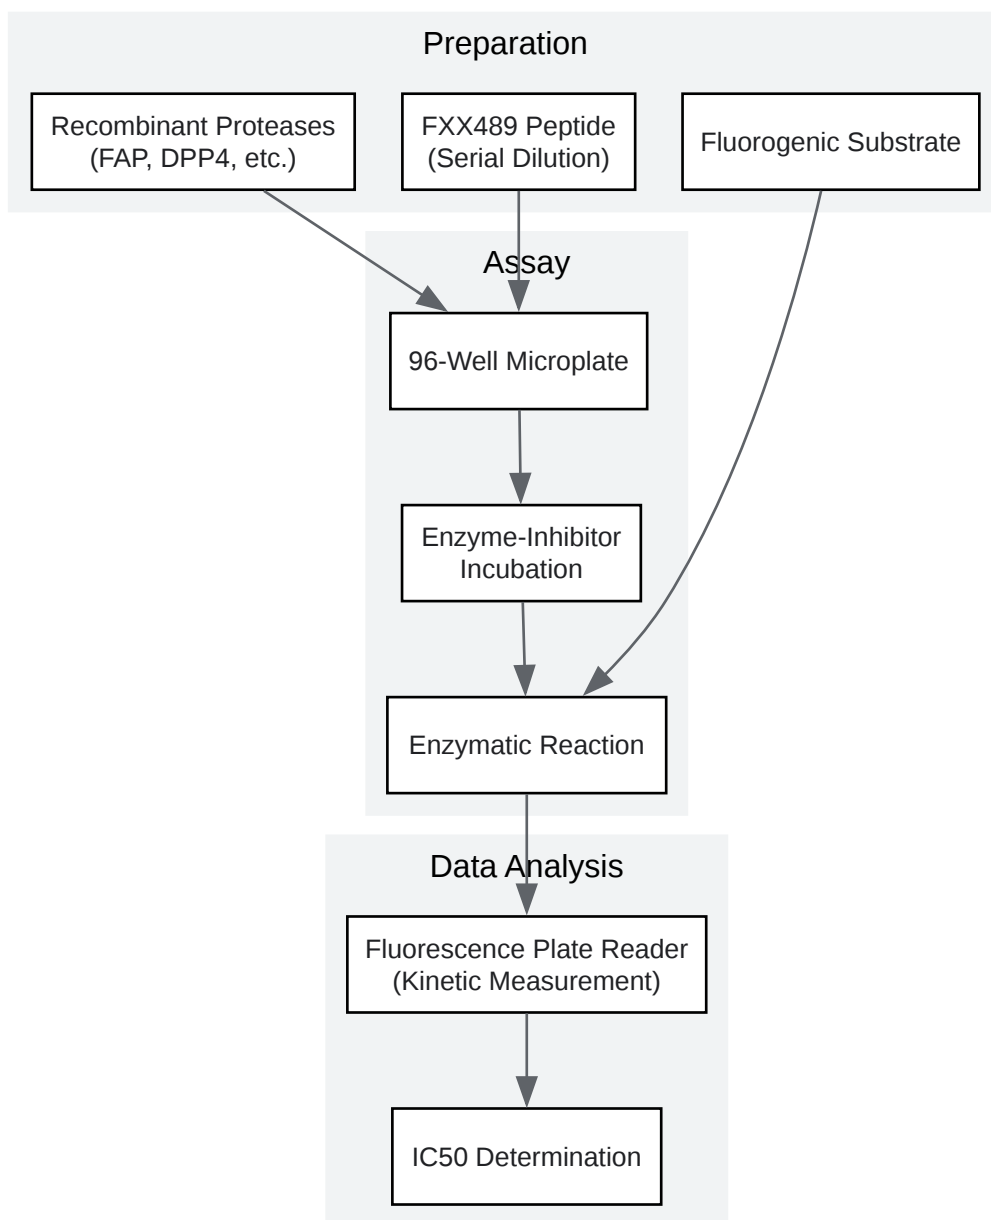 Preparation
Recombinant Proteases
(FAP, DPP4, etc.)
FXX489 Peptide
(Serial Dilution)
Fluorogenic Substrate
Assay
96-Well Microplate
Enzyme-Inhibitor
Incubation
Enzymatic Reaction
Data Analysis
Fluorescence Plate Reader
(Kinetic Measurement)
IC50 Determination